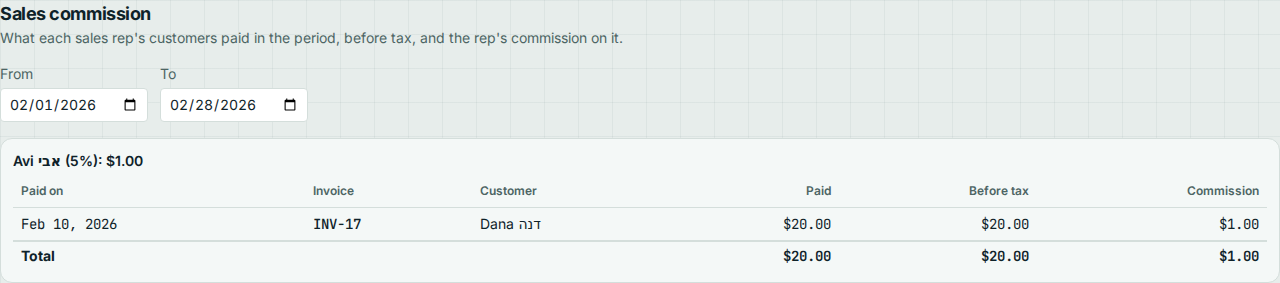 Sales commission
What each sales rep's customers paid in the period, before tax, and the rep's commission on it.
From To
02/01/2026 02/28/2026
Avi אבי (5%): $1.00
Paid on Invoice Customer Paid Before tax Commission
Feb 10, 2026 INV-17 Dana דנה $20.00 $20.00 $1.00
Total $20.00 $20.00 $1.00